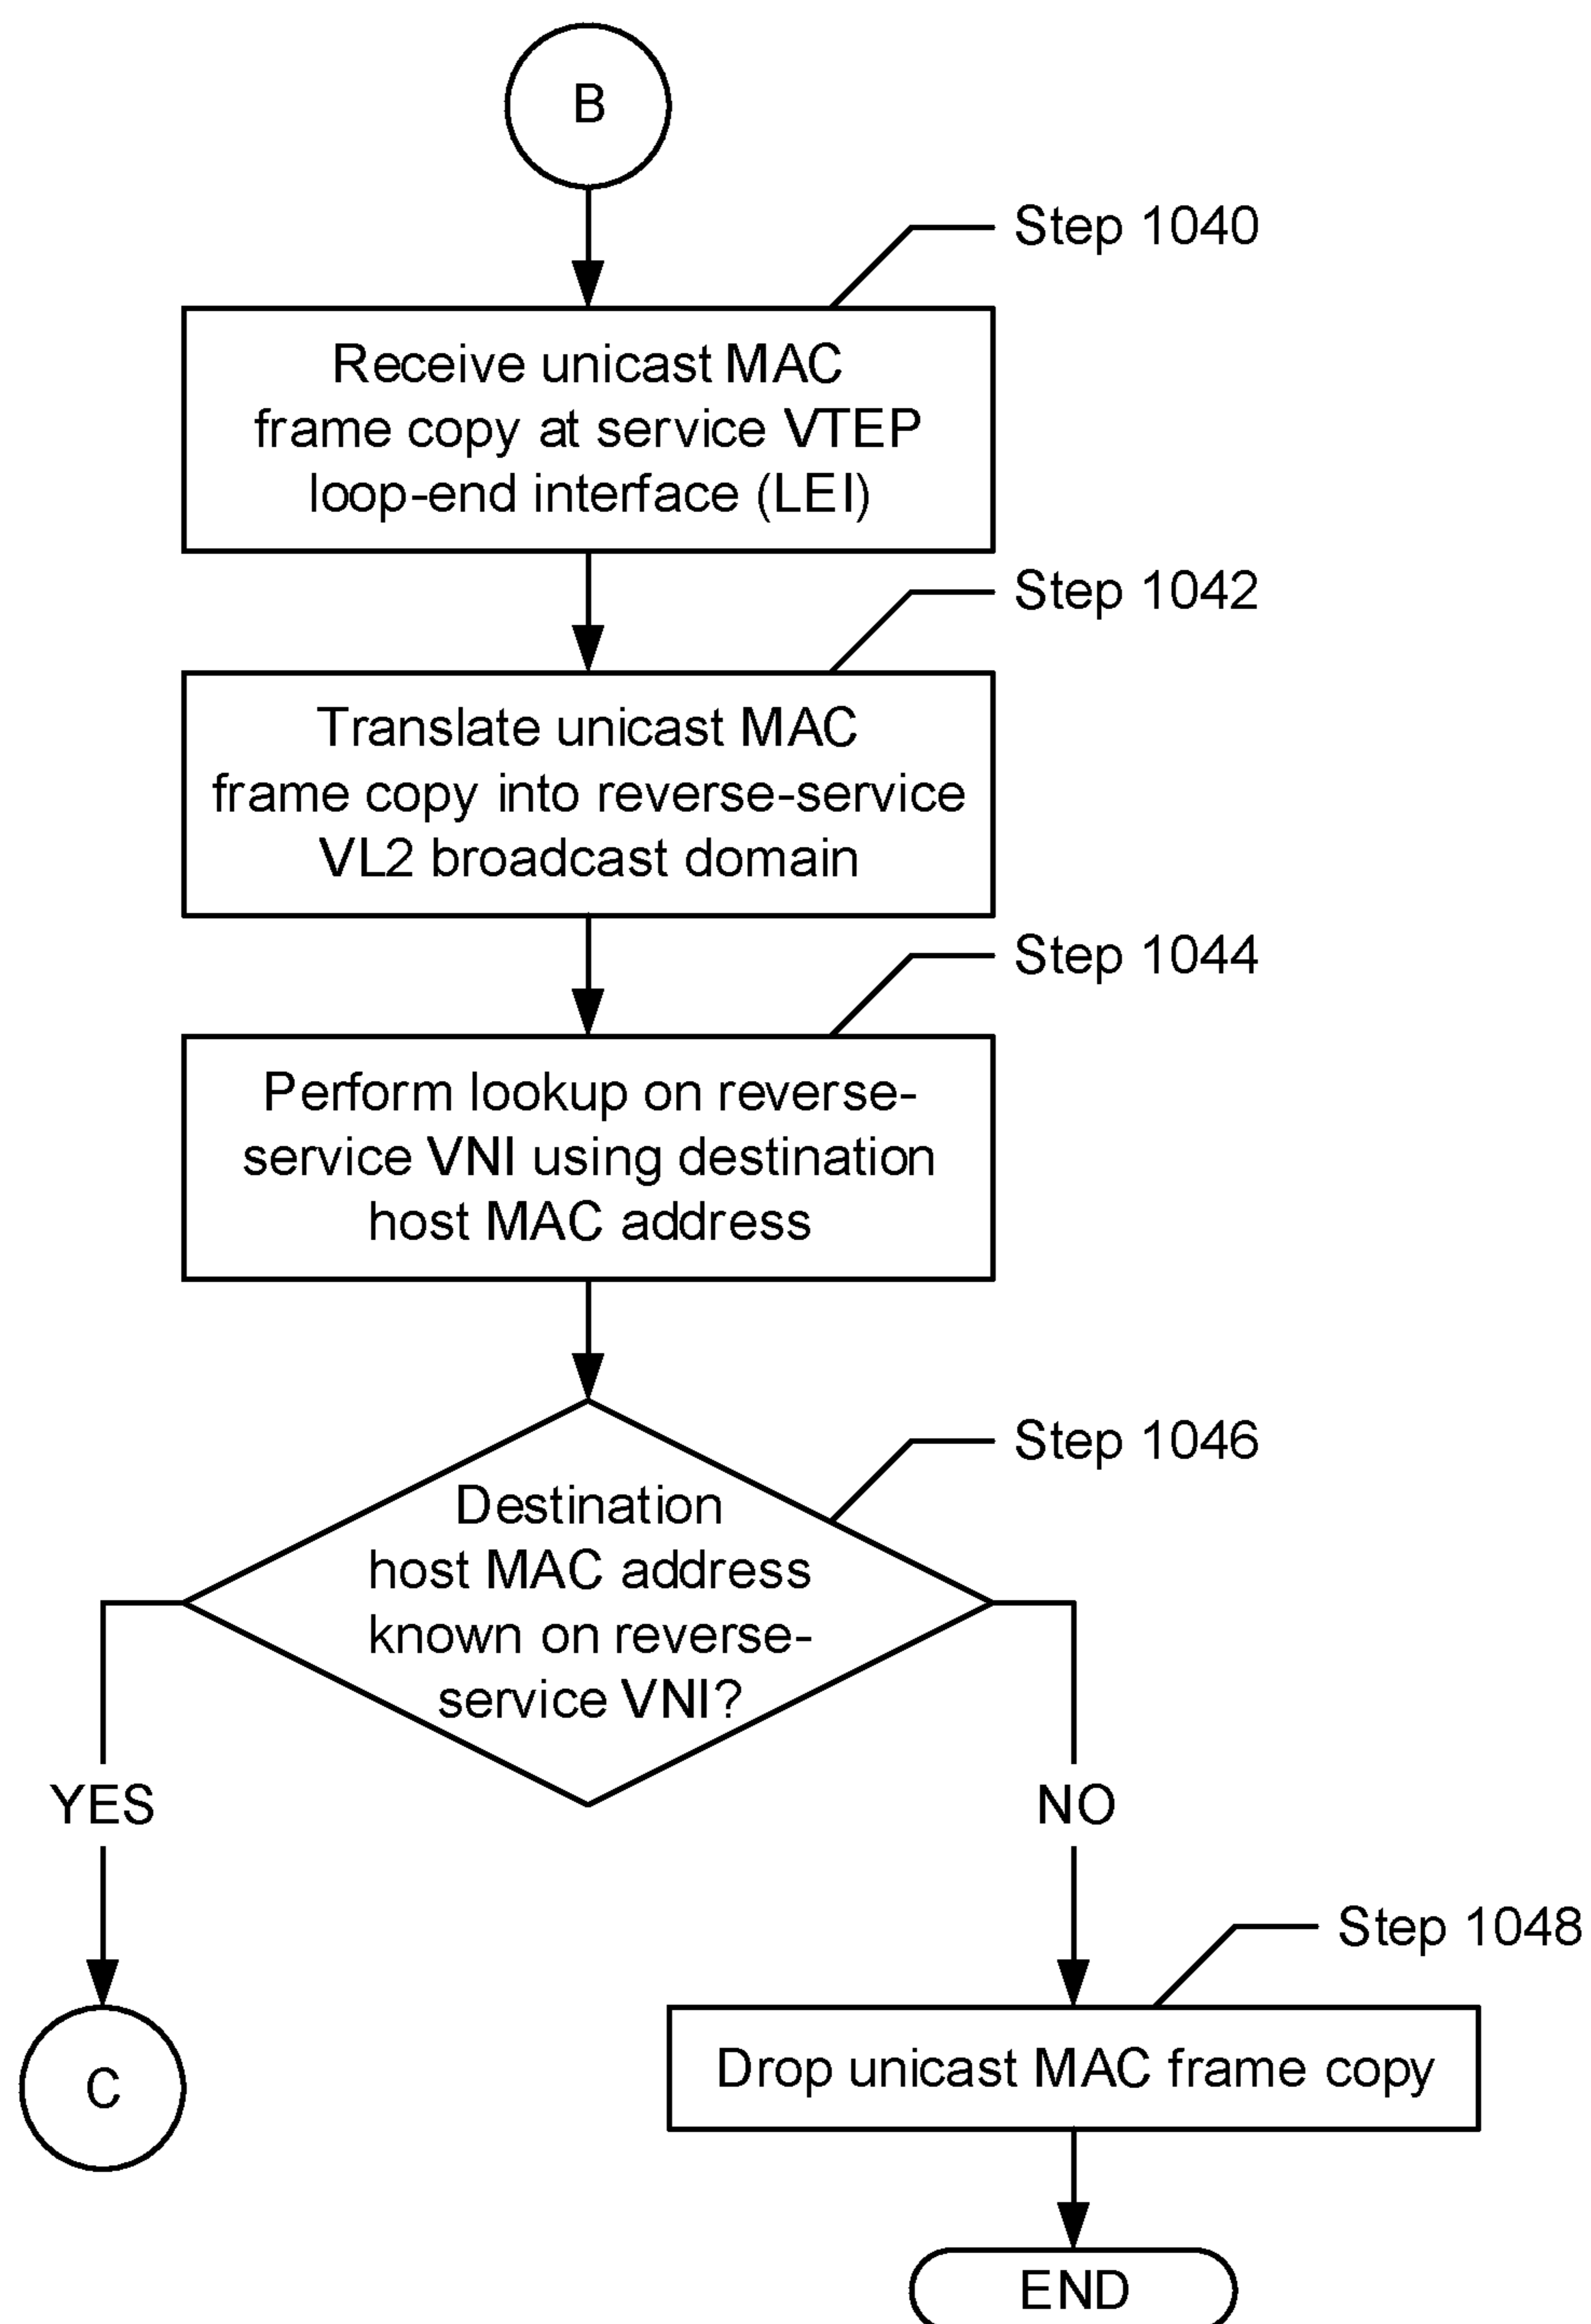 B
Step 1040
Receive unicast MAC
frame copy at service VTEP
loop-end interface (LEI)
Step 1042
Translate unicast MAC
frame copy into reverse-service
VL2 broadcast domain
Step 1044
Perform lookup on reverse-
service VNI using destination
host MAC address
Step 1046
Destination
host MAC address
known on reverse-
service VNI?
YES
NO
Step 1048
C
Drop unicast MAC frame copy
END